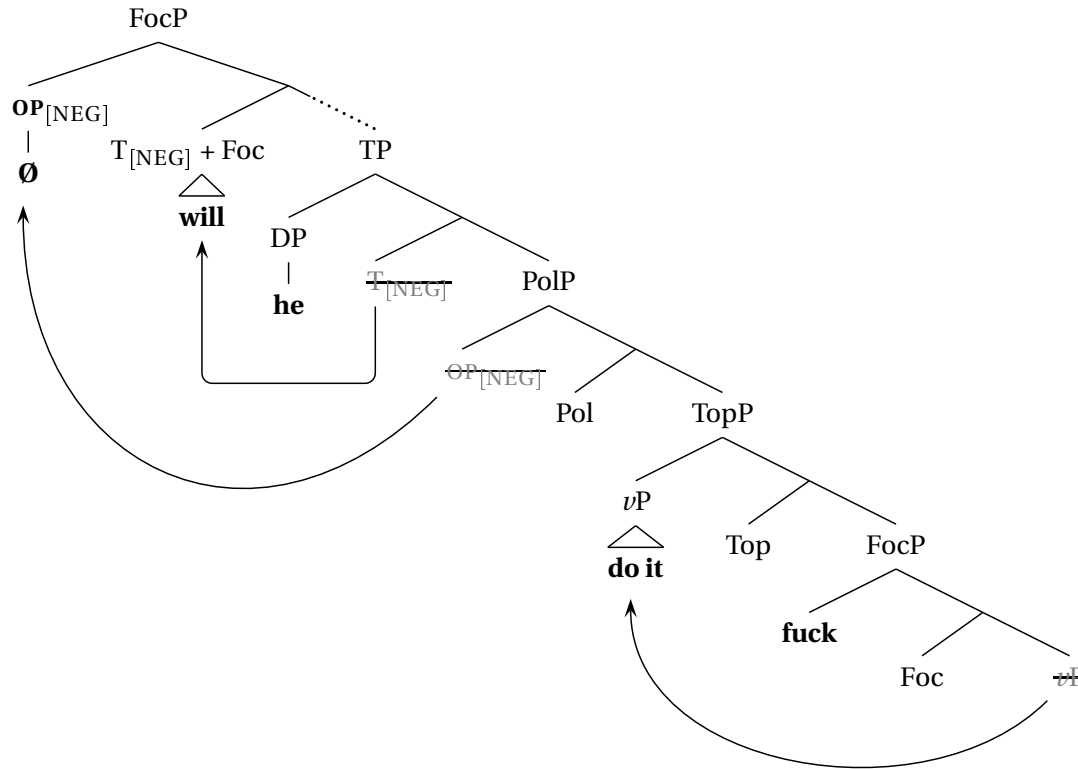 FocP
OP[NEG]
T[NEG] + Foc
TP
Ø
will
DP
he
T[NEG]
PolP
OP[NEG]
Pol
TopP
vP
Top
FocP
do it
fuck
Foc